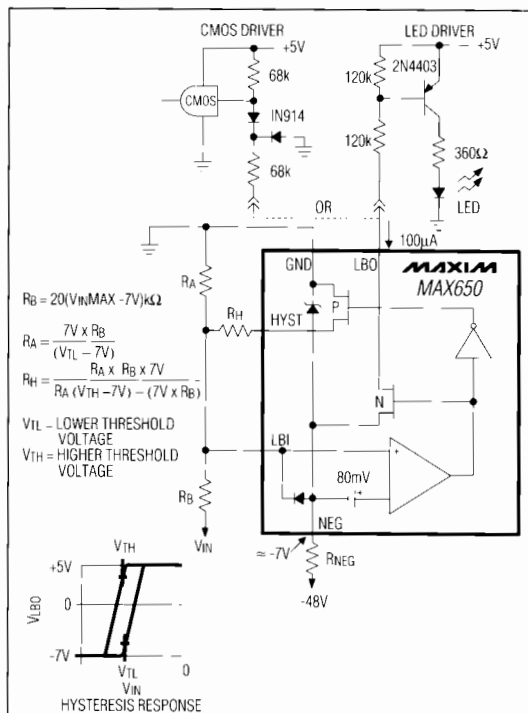 CMOS DRIVER
+5V
68k
CMOS
IN914
68k
LED DRIVER
+5V
2N4403
120k
120k
360Ω
LED
OR
100µA
GND
LBO
MAXIM
MAX650
RA
RH
HYST
P
N
LBI
+
80mV
+
-
NEG
≈ -7V
RNEG
-48V
RB
VIN
RB = 20(VINMAX -7V)kΩ
RA = 7V x RB
(VTL - 7V)
RH = RA x RB x 7V
RA (VTH -7V) - (7V x RB)
VTL = LOWER THRESHOLD
VOLTAGE
VTH = HIGHER THRESHOLD
VOLTAGE
VTH
+5V
VLBO
0
-7V
VTL
0
VIN
HYSTERESIS RESPONSE